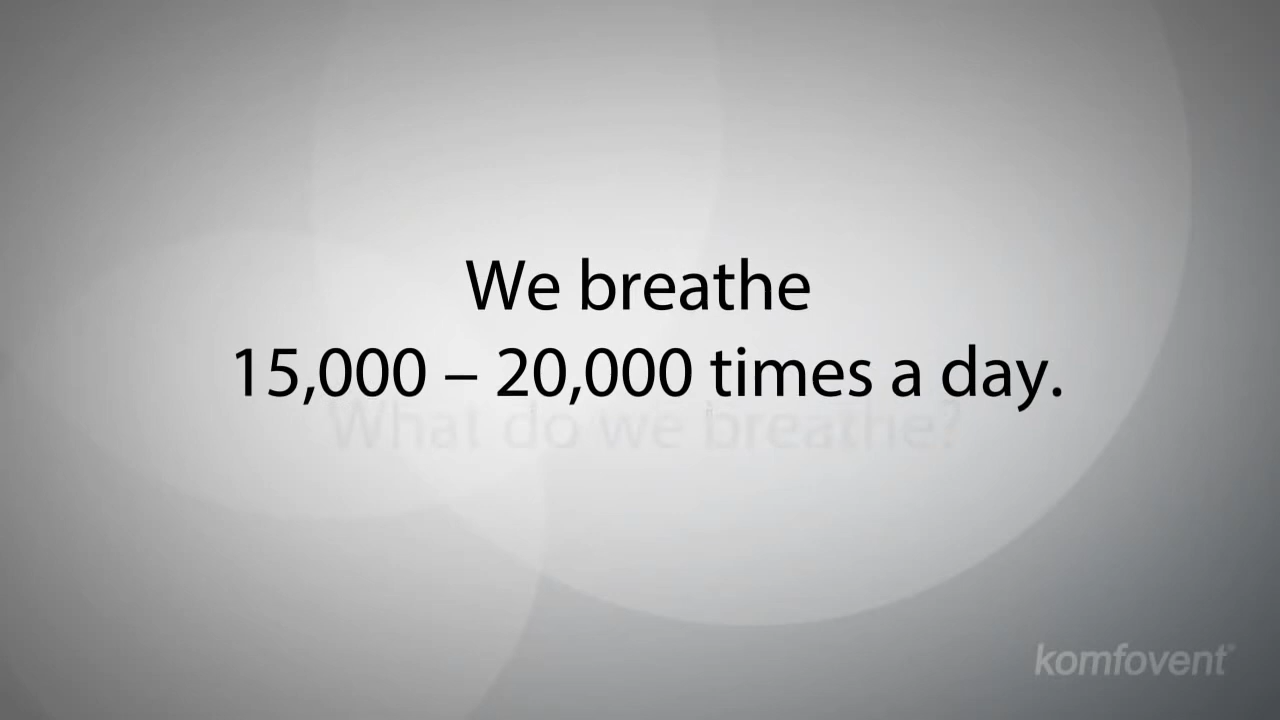 We breathe
15,000 – 20,000 times a day.
What do we breathe?
komfovent®